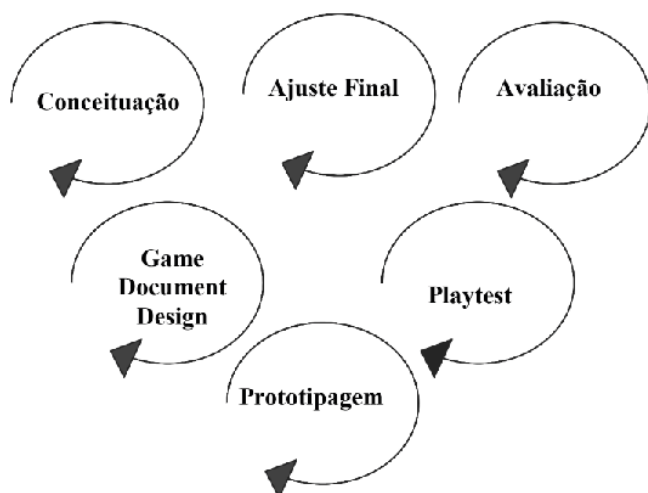 Conceituação
Ajuste Final
Avaliação
Game
Document
Design
Playtest
Prototipagem